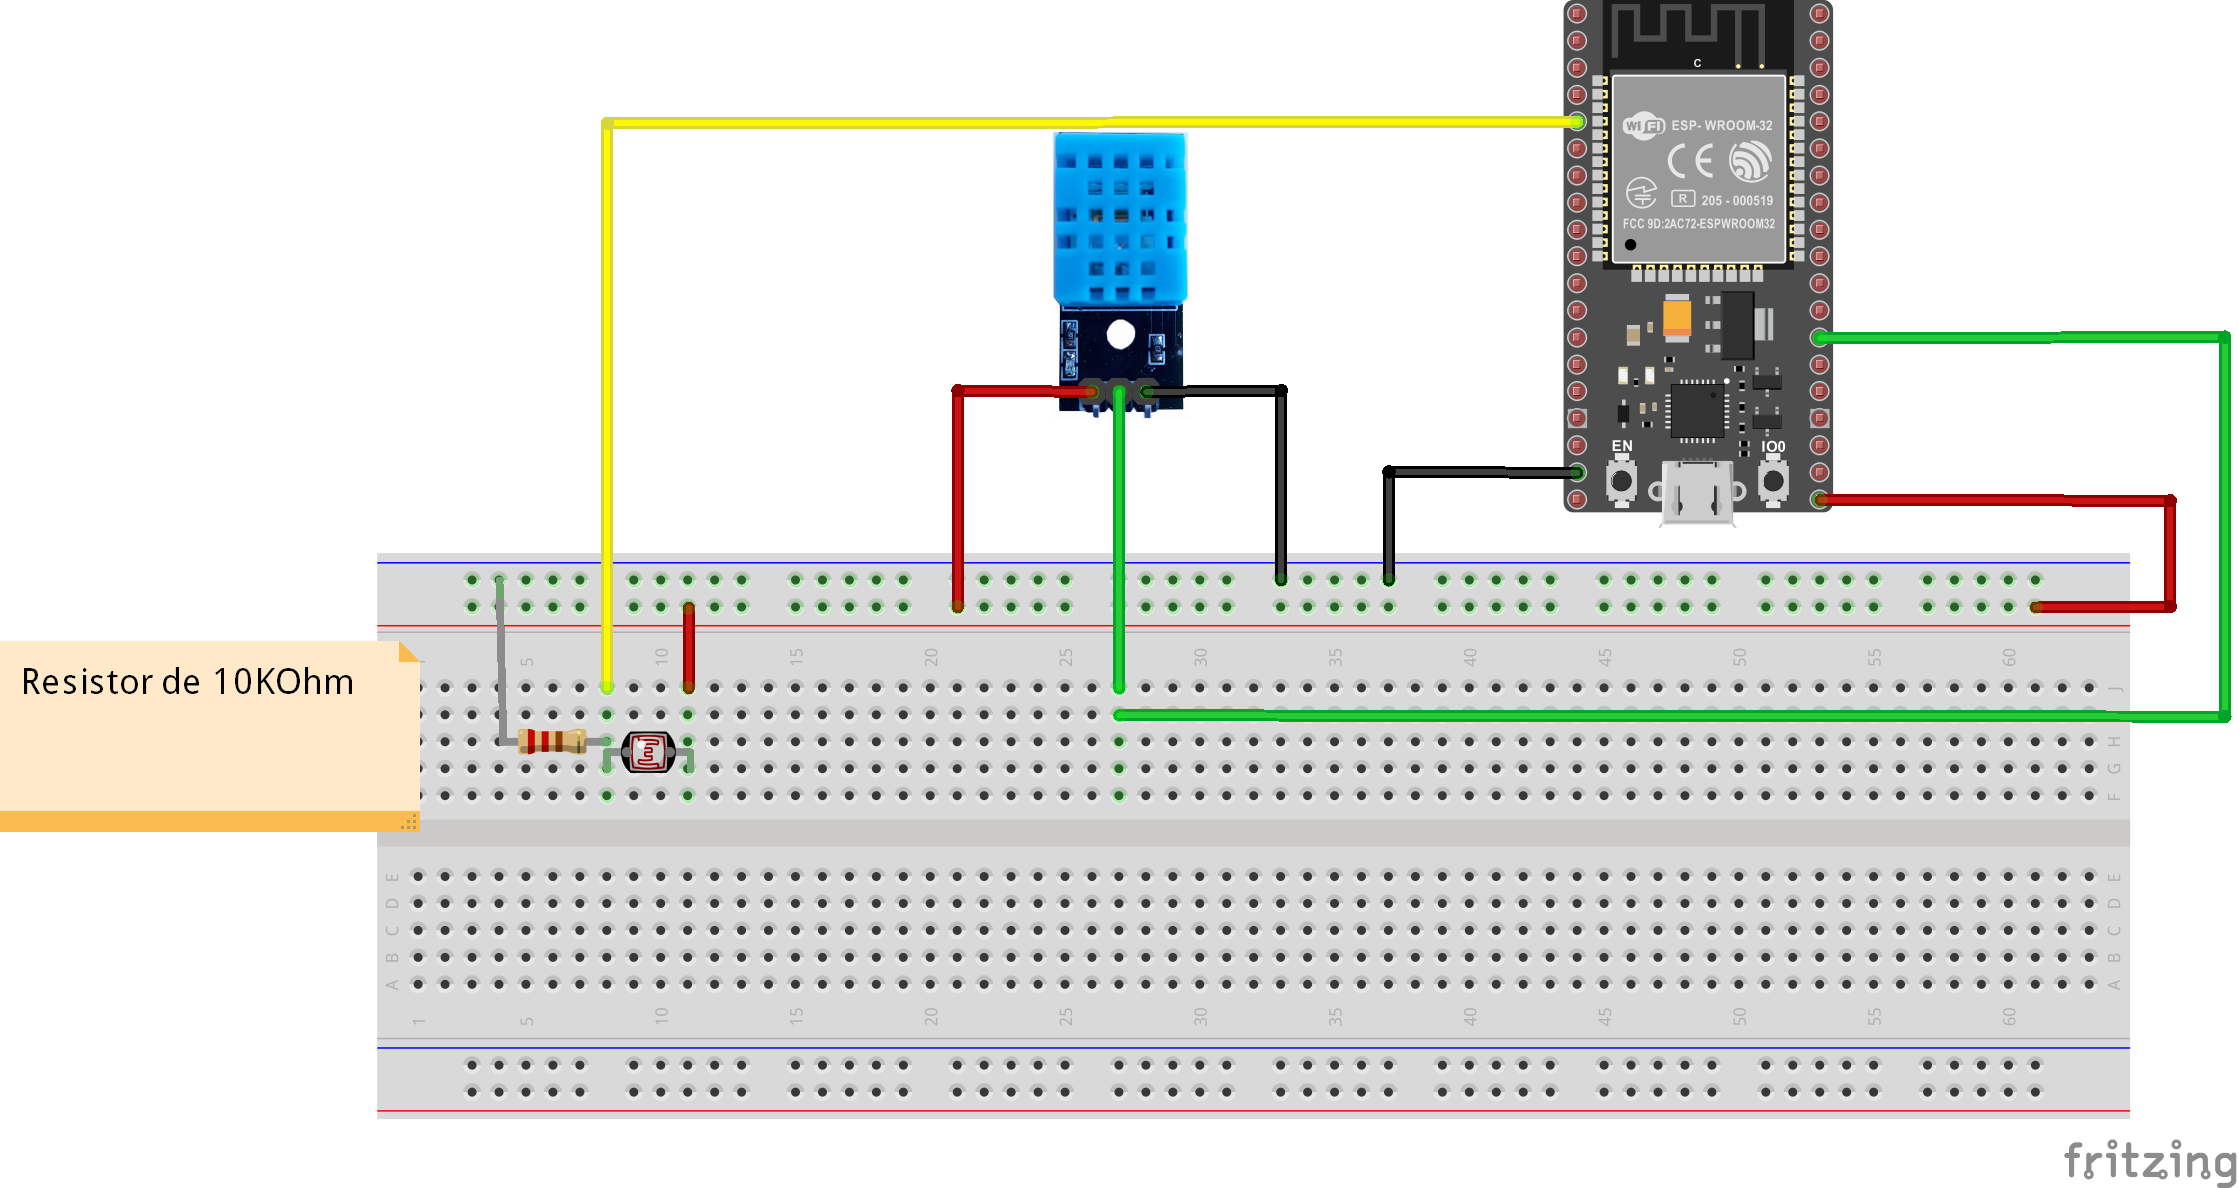 C
WiFi ESP- WROOM-32
CE
R 205 - 000519
FCC 9D:2AC72-ESPWROOM32
EN IO0
Resistor de 10KOhm
5 10 15 20 25 30 35 40 45 50 55 60
J
H
G
F
E E
D D
C C
B B
A A
1 5 10 15 20 25 30 35 40 45 50 55 60
fritzing